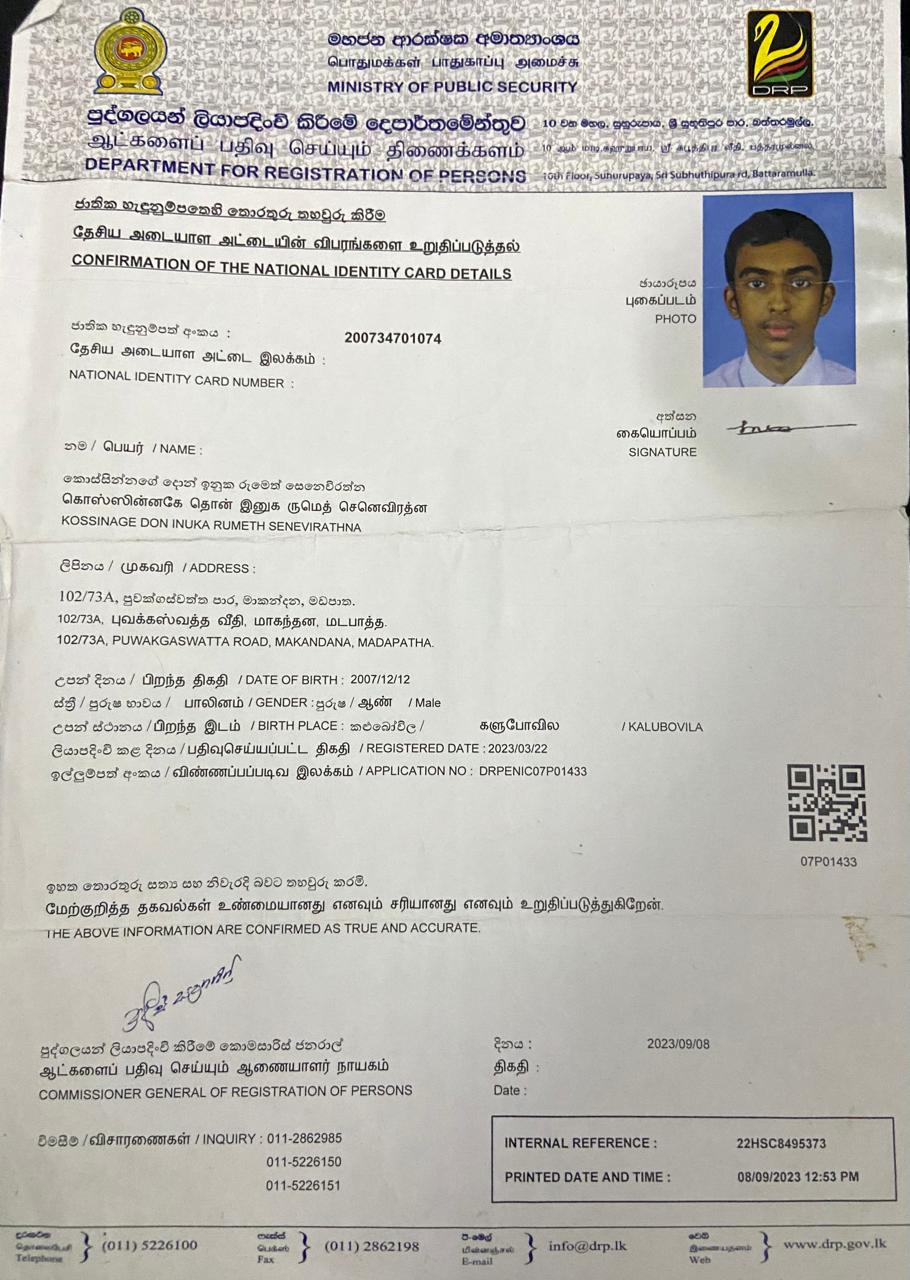 මහජන ආරක්ෂක අමාත්‍යාංශය
பொதுமக்கள் பாதுகாப்பு அமைச்சு
MINISTRY OF PUBLIC SECURITY
DRP
පුද්ගලයන් ලියාපදිංචි කිරීමේ දෙපාර්තමේන්තුව
ஆட்களைப் பதிவு செய்யும் திணைக்களம்
DEPARTMENT FOR REGISTRATION OF PERSONS
10 වන මහල, සුහුරුපාය, ශ්‍රී සුභූතිපුර පාර, බත්තරමුල්ල.
10 ஆம் மாடி, சுஹுறுபாய, ஸ்ரீ சுபூத்திபுர வீதி, பத்தரமுல்லை.
10th Floor, Suhurupaya, Sri Subhuthipura rd, Battaramulla.
ජාතික හැඳුනුම්පතෙහි තොරතුරු තහවුරු කිරීම
தேசிய அடையாள அட்டையின் விபரங்களை உறுதிப்படுத்தல்
CONFIRMATION OF THE NATIONAL IDENTITY CARD DETAILS
ඡායාරූපය
புகைப்படம்
PHOTO
ජාතික හැඳුනුම්පත් අංකය :
தேசிய அடையாள அட்டை இலக்கம் :
NATIONAL IDENTITY CARD NUMBER :
200734701074
අත්සන
கையொப்பம்
SIGNATURE
නම / பெயர் / NAME :
කොස්සින්නගේ දොන් ඉනුක රුමෙත් සෙනෙවිරත්න
கொஸ்ஸின்னகே தொன் இனுக ருமெத் செனெவிரத்ன
KOSSINAGE DON INUKA RUMETH SENEVIRATHNA
ලිපිනය / முகவரி / ADDRESS :
102/73A, පුවක්ගස්වත්ත පාර, මාකන්දන, මඩපාත.
102/73A, புவக்கஸ்வத்த வீதி, மாகந்தன, மடபாத்த.
102/73A, PUWAKGASWATTA ROAD, MAKANDANA, MADAPATHA.
උපන් දිනය / பிறந்த திகதி / DATE OF BIRTH : 2007/12/12
ස්ත්‍රී / පුරුෂ භාවය / பாலினம் / GENDER : පුරුෂ / ஆண் / Male
උපන් ස්ථානය / பிறந்த இடம் / BIRTH PLACE : කළුබෝවිල / களுபோவில / KALUBOVILA
ලියාපදිංචි කළ දිනය / பதிவுசெய்யப்பட்ட திகதி / REGISTERED DATE : 2023/03/22
ඉල්ලුම්පත් අංකය / விண்ணப்பப்படிவ இலக்கம் / APPLICATION NO : DRPENIC07P01433
07P01433
ඉහත තොරතුරු සත්‍ය සහ නිවැරදි බවට තහවුරු කරමි.
மேற்குறித்த தகவல்கள் உண்மையானது எனவும் சரியானது எனவும் உறுதிப்படுத்துகிறேன்.
THE ABOVE INFORMATION ARE CONFIRMED AS TRUE AND ACCURATE.
පුද්ගලයන් ලියාපදිංචි කිරීමේ කොමසාරිස් ජනරාල්
ஆட்களைப் பதிவு செய்யும் ஆணையாளர் நாயகம்
COMMISSIONER GENERAL OF REGISTRATION OF PERSONS
දිනය : 2023/09/08
திகதி :
Date :
විමසීම / விசாரணைகள் / INQUIRY : 011-2862985
011-5226150
011-5226151
INTERNAL REFERENCE : 22HSC8495373
PRINTED DATE AND TIME : 08/09/2023 12:53 PM
දුරකථන
தொலைபேசி
Telephone
(011) 5226100
ෆැක්ස්
பெக்ஸ்
Fax
(011) 2862198
ඊ-මේල්
மின்னஞ்சல்
E-mail
info@drp.lk
වෙබ්
இணையதளம்
Web
www.drp.gov.lk